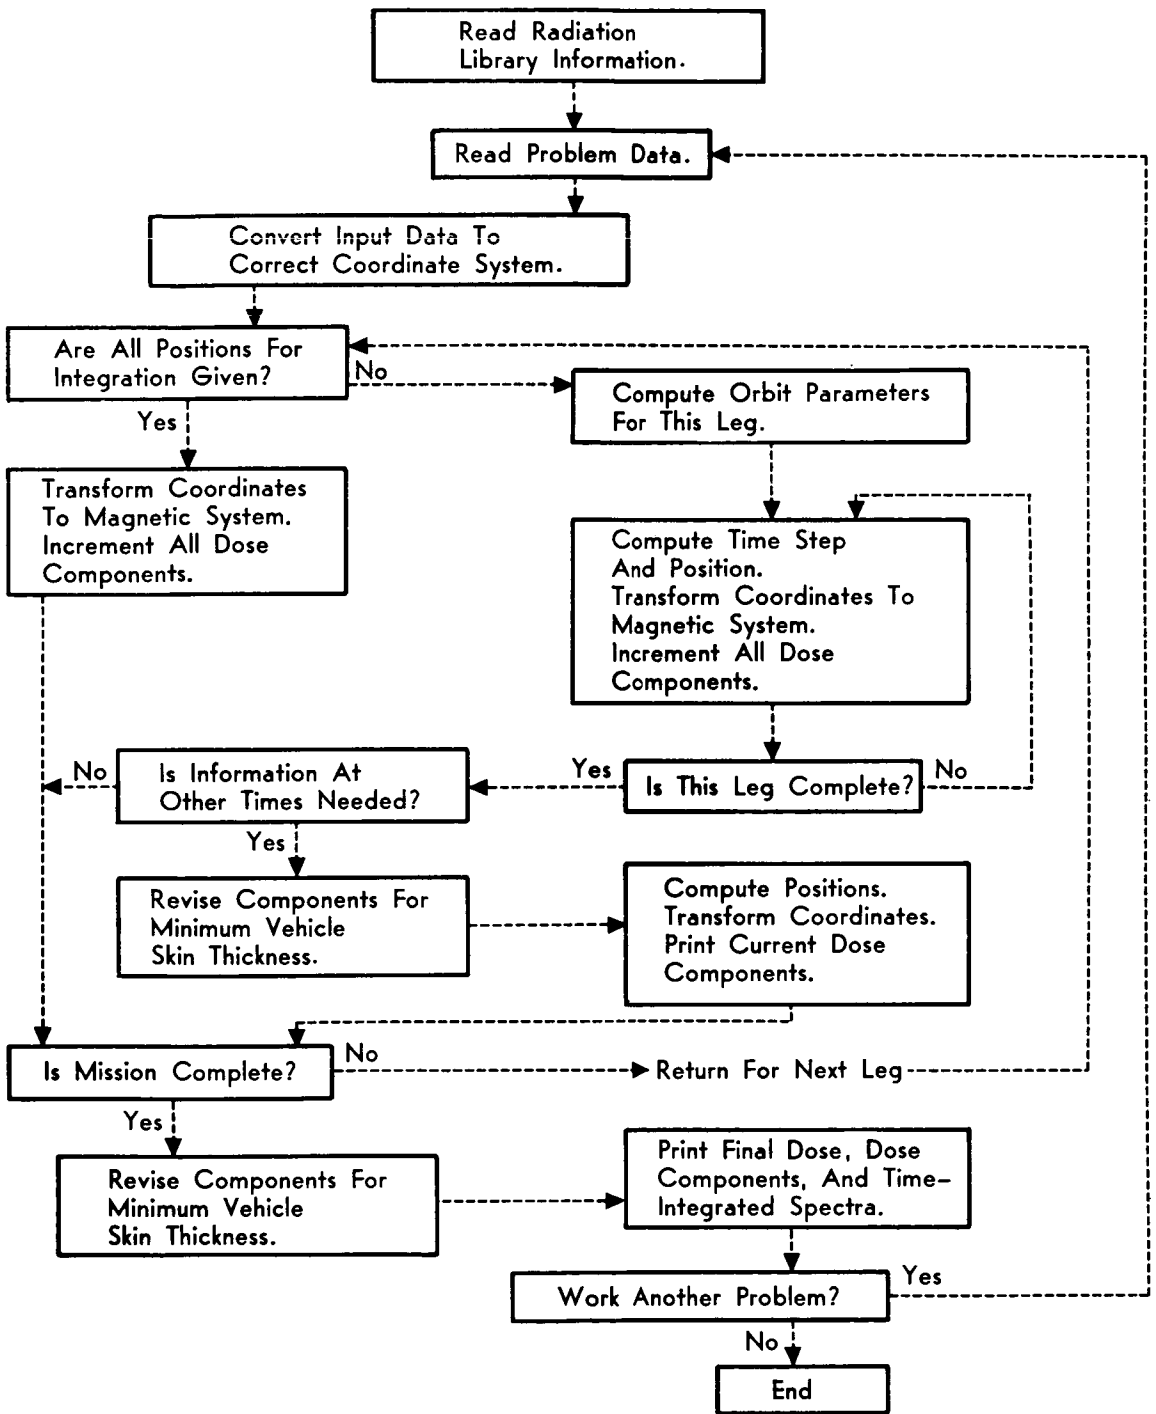 Read Radiation
Library Information.
Read Problem Data.
Convert Input Data To
Correct Coordinate System.
Are All Positions For
Integration Given?
No
Yes
Compute Orbit Parameters
For This Leg.
Transform Coordinates
To Magnetic System.
Increment All Dose
Components.
Compute Time Step
And Position.
Transform Coordinates To
Magnetic System.
Increment All Dose
Components.
No
Is Information At
Other Times Needed?
Yes
Is This Leg Complete?
No
Yes
Revise Components For
Minimum Vehicle
Skin Thickness.
Compute Positions.
Transform Coordinates.
Print Current Dose
Components.
Is Mission Complete?
No
Return For Next Leg
Yes
Revise Components For
Minimum Vehicle
Skin Thickness.
Print Final Dose, Dose
Components, And Time-
Integrated Spectra.
Work Another Problem?
Yes
No
End